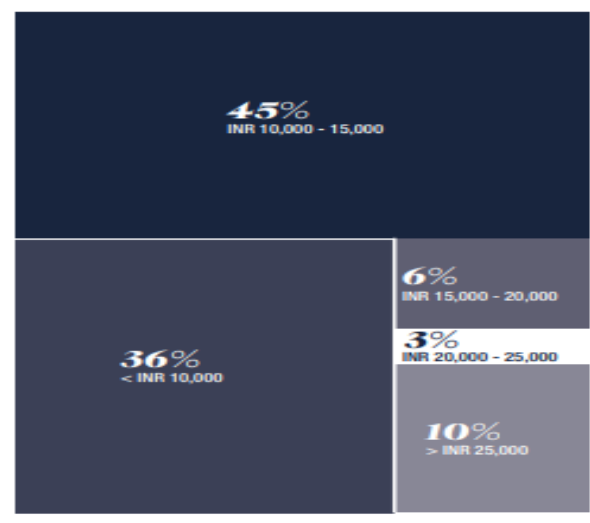 45%
INR 10,000 - 15,000
6%
INR 15,000 - 20,000
3%
INR 20,000 - 25,000
36%
< INR 10,000
10%
> INR 25,000